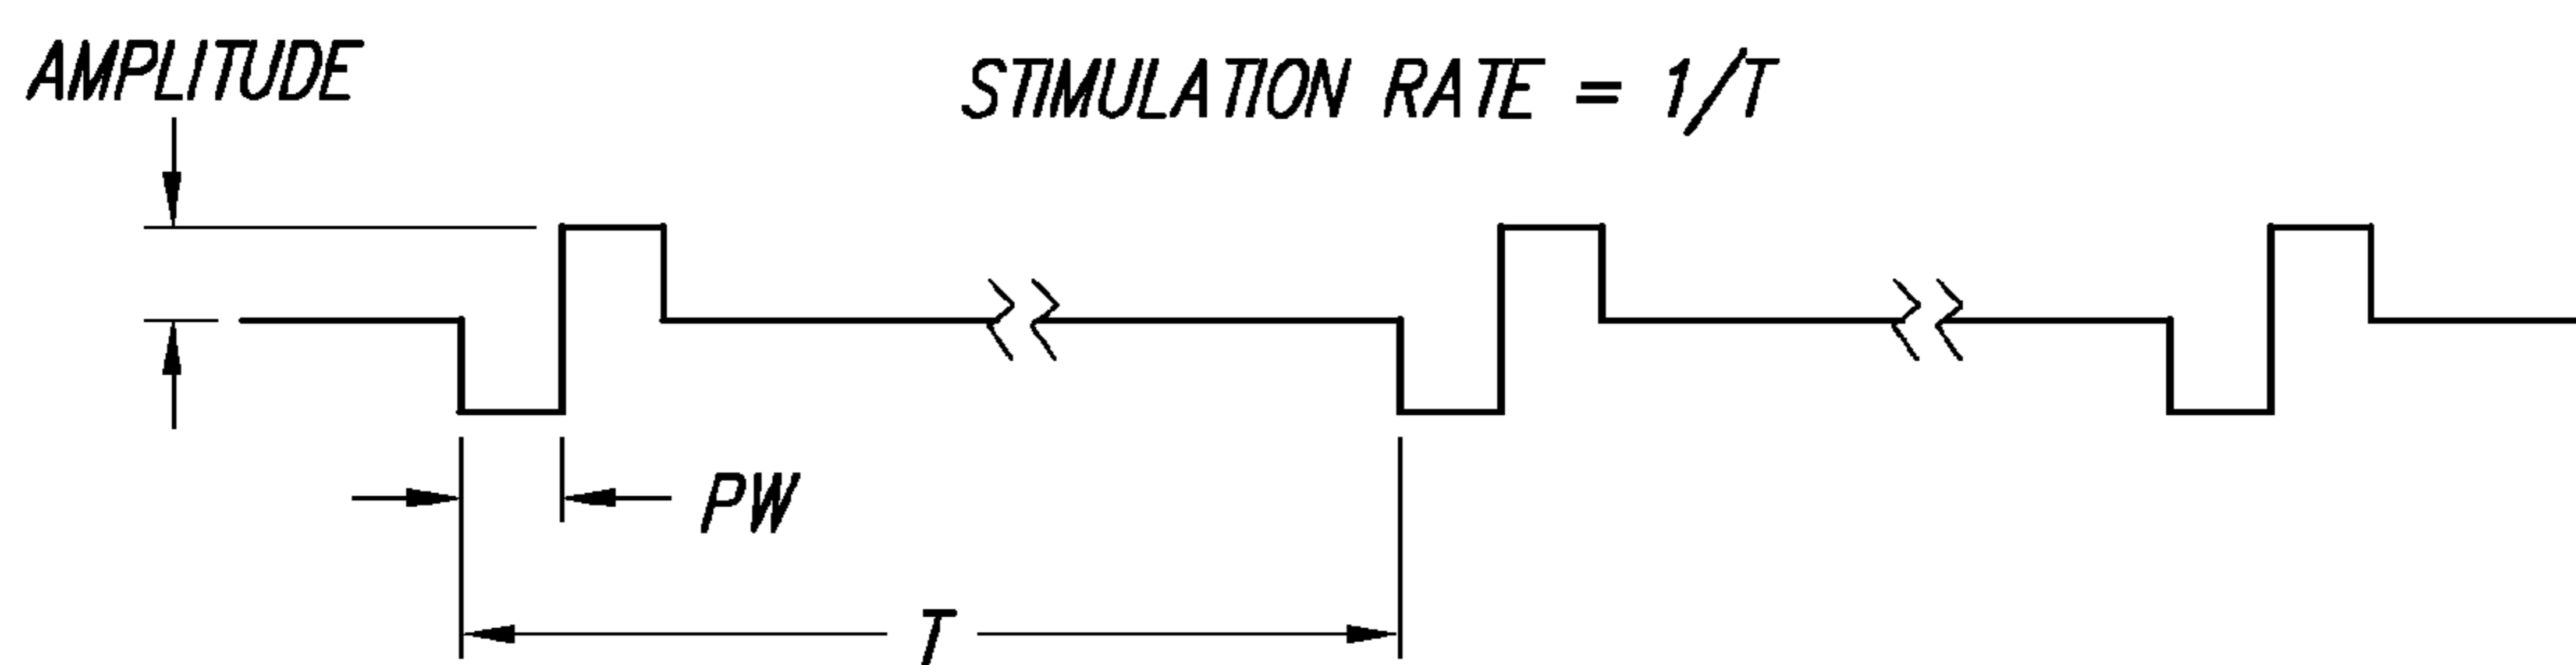 AMPLITUDE
STIMULATION RATE = 1/T
PW
T